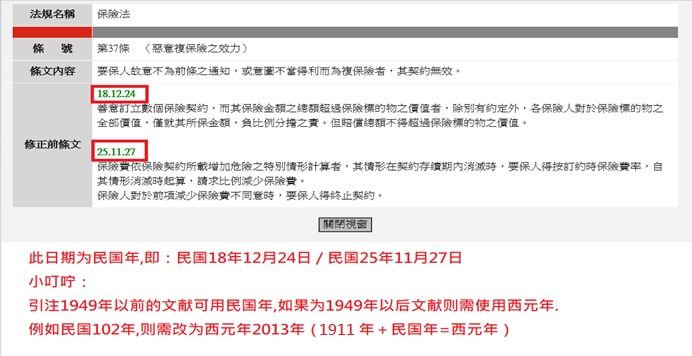 法規名稱 保險法
條 號 第37條 （惡意複保險之效力）
條文內容 要保人故意不為前條之通知，或意圖不當得利而為複保險者，其契約無效。
修正前條文
18.12.24
善意訂立數個保險契約，而其保險金額之總額超過保險標的物之價值者，除別有約定外，各保險人對於保險標的物之
全部價值，僅就其所保金額，負比例分擔之責。但賠償總額不得超過保險標的物之價值。
25.11.27
保險費依保險契約所載增加危險之特別情形計算者，其情形在契約存續期內消滅時，要保人得按訂約時保險費率，自
其情形消滅時起算，請求比例減少保險費。
保險人對於前項減少保險費不同意時，要保人得終止契約。
關閉視窗
此日期为民国年,即：民国18年12月24日 / 民国25年11月27日
小叮咛：
引注1949年以前的文献可用民国年,如果为1949年以后文献则需使用西元年.
例如民国102年,则需改为西元年2013年（1911 年＋民国年=西元年 ）